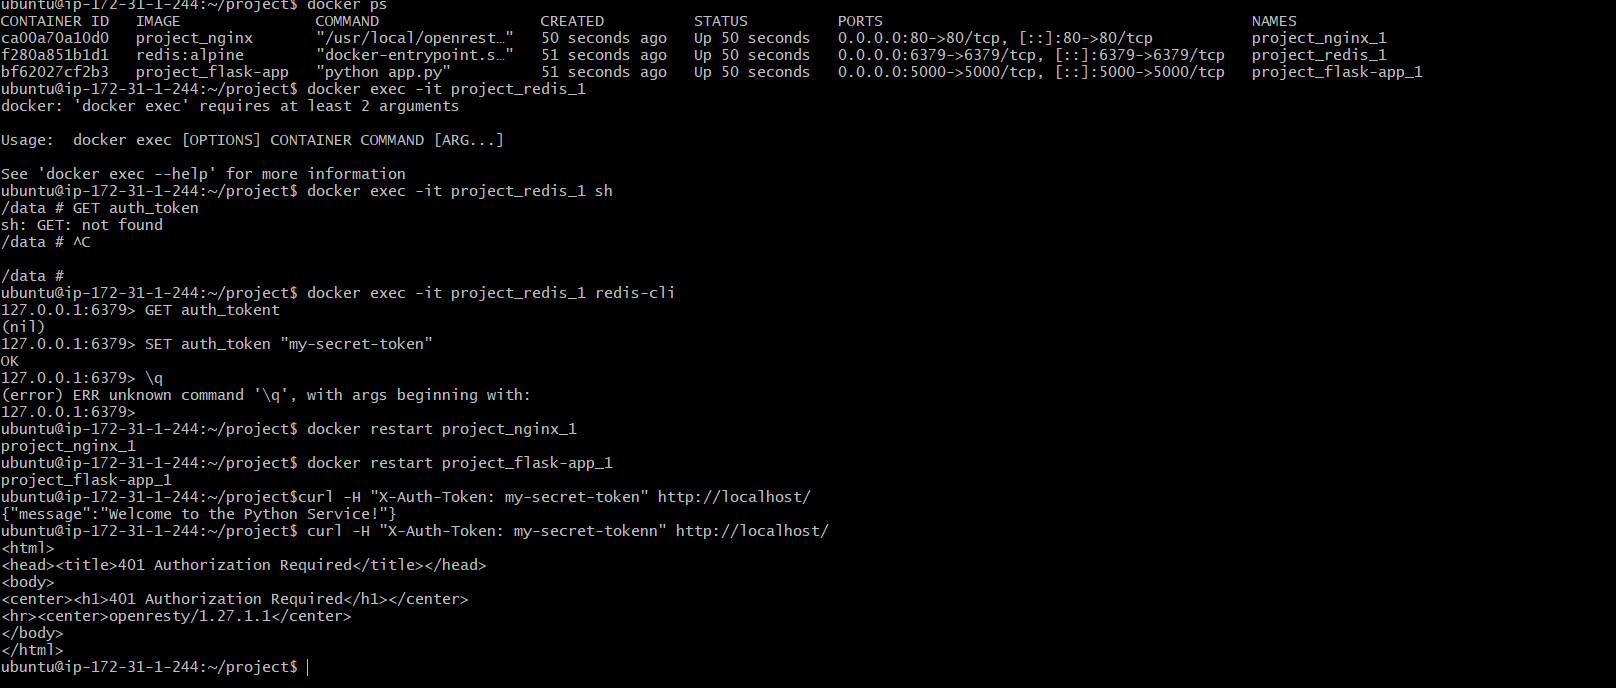 ubuntu@ip-172-31-1-244:~/project$ docker ps
CONTAINER ID   IMAGE               COMMAND                  CREATED          STATUS          PORTS                                         NAMES
ca00a70a10d0   project_nginx       "/usr/local/openrest…"   50 seconds ago   Up 50 seconds   0.0.0.0:80->80/tcp, [::]:80->80/tcp           project_nginx_1
f280a851b1d1   redis:alpine        "docker-entrypoint.s…"   51 seconds ago   Up 50 seconds   0.0.0.0:6379->6379/tcp, [::]:6379->6379/tcp   project_redis_1
bf62027cf2b3   project_flask-app   "python app.py"          51 seconds ago   Up 50 seconds   0.0.0.0:5000->5000/tcp, [::]:5000->5000/tcp   project_flask-app_1
ubuntu@ip-172-31-1-244:~/project$ docker exec -it project_redis_1
docker: 'docker exec' requires at least 2 arguments

Usage:  docker exec [OPTIONS] CONTAINER COMMAND [ARG...]

See 'docker exec --help' for more information
ubuntu@ip-172-31-1-244:~/project$ docker exec -it project_redis_1 sh
/data # GET auth_token
sh: GET: not found
/data # ^C

/data #
ubuntu@ip-172-31-1-244:~/project$ docker exec -it project_redis_1 redis-cli
127.0.0.1:6379> GET auth_tokent
(nil)
127.0.0.1:6379> SET auth_token "my-secret-token"
OK
127.0.0.1:6379> \q
(error) ERR unknown command '\q', with args beginning with:
127.0.0.1:6379>
ubuntu@ip-172-31-1-244:~/project$ docker restart project_nginx_1
project_nginx_1
ubuntu@ip-172-31-1-244:~/project$ docker restart project_flask-app_1
project_flask-app_1
ubuntu@ip-172-31-1-244:~/project$curl -H "X-Auth-Token: my-secret-token" http://localhost/
{"message":"Welcome to the Python Service!"}
ubuntu@ip-172-31-1-244:~/project$ curl -H "X-Auth-Token: my-secret-tokenn" http://localhost/
<html>
<head><title>401 Authorization Required</title></head>
<body>
<center><h1>401 Authorization Required</h1></center>
<hr><center>openresty/1.27.1.1</center>
</body>
</html>
ubuntu@ip-172-31-1-244:~/project$